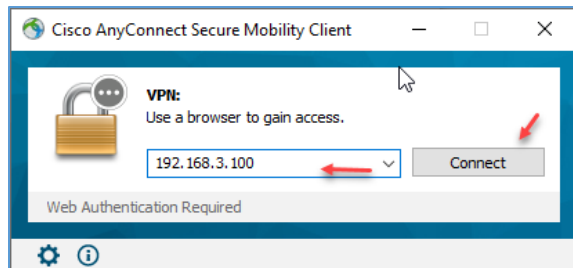 Cisco AnyConnect Secure Mobility Client
VPN:
Use a browser to gain access.
192.168.3.100
Connect
Web Authentication Required